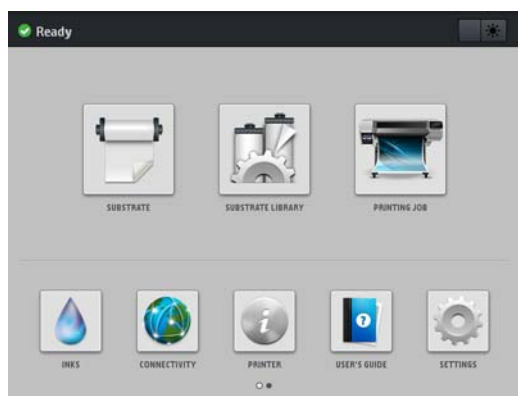 Ready
SUBSTRATE
SUBSTRATE LIBRARY
PRINTING JOB
INKS
CONNECTIVITY
PRINTER
USER'S GUIDE
SETTINGS